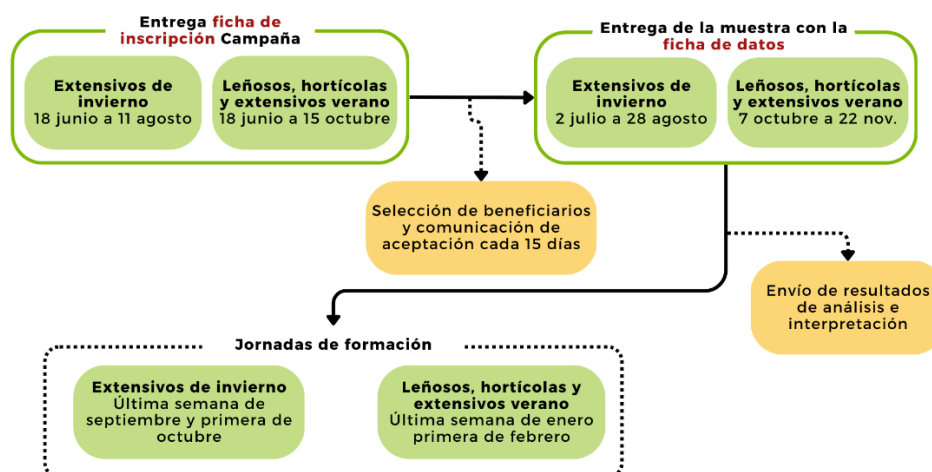 Entrega ficha de
inscripción Campaña
Extensivos de
invierno
18 junio a 11 agosto
Leñosos, hortícolas
y extensivos verano
18 junio a 15 octubre
Entrega de la muestra con la
ficha de datos
Extensivos de
invierno
2 julio a 28 agosto
Leñosos, hortícolas
y extensivos verano
7 octubre a 22 nov.
Selección de beneficiarios
y comunicación de
aceptación cada 15 días
Envío de resultados
de análisis e
interpretación
Jornadas de formación
Extensivos de invierno
Última semana de
septiembre y primera de
octubre
Leñosos, hortícolas y
extensivos verano
Última semana de enero
primera de febrero